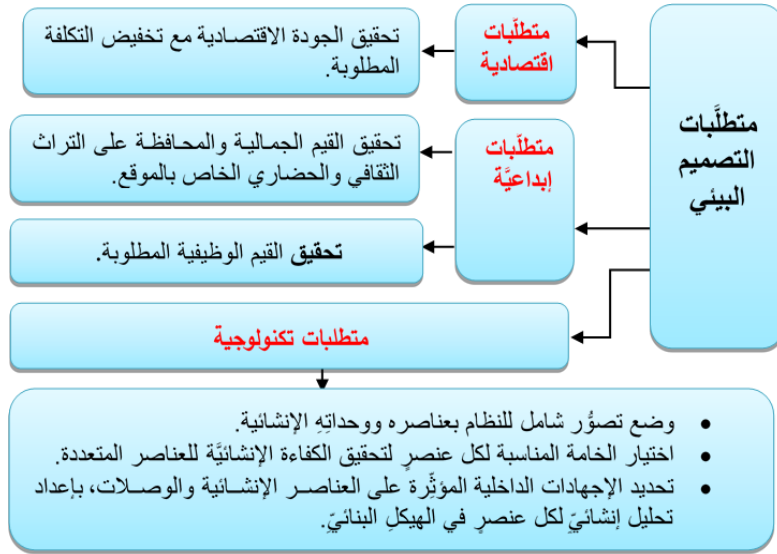 متطلَّبات
التصميم
البيئي
متطلّبات
اقتصادية
تحقيق الجودة الاقتصادية مع تخفيض التكلفة
المطلوبة.
متطلّبات
إبداعيَّة
تحقيق القيم الجمالية والمحافظة على التراث
الثقافي والحضاري الخاص بالموقع.
تحقيق القيم الوظيفية المطلوبة.
متطلبات تكنولوجية
• وضع تصوُّر شامل للنظام بعناصره ووحداتِهِ الإنشائية.
• اختيار الخامة المناسبة لكل عنصرٍ لتحقيق الكفاءة الإنشائيَّة للعناصر المتعددة.
• تحديد الإجهادات الداخلية المؤثِّرة على العناصر الإنشائية والوصلات، بإعداد
تحليل إنشائيّ لكل عنصرٍ في الهيكلِ البنائيِّ.